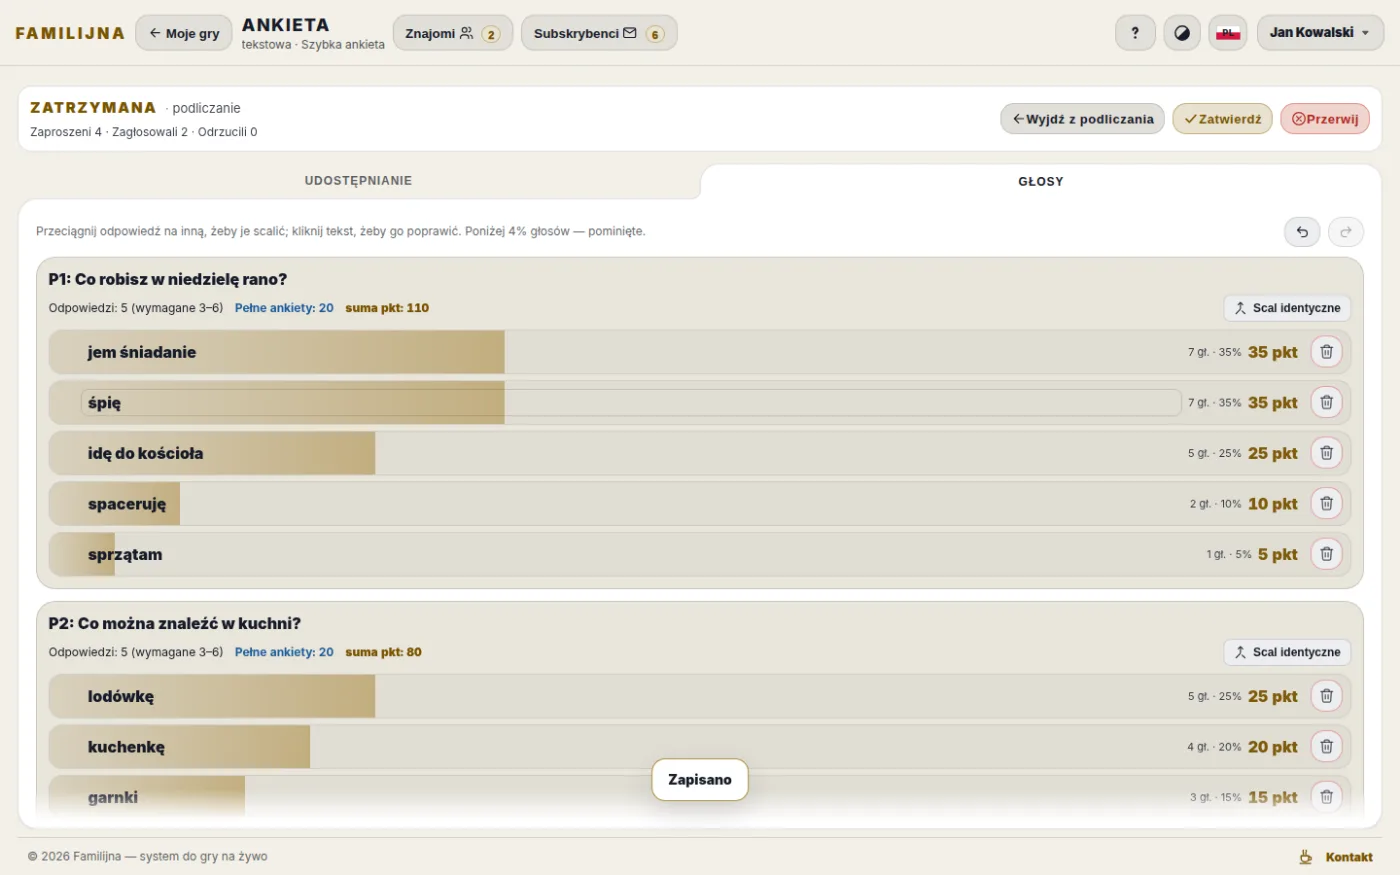 FAMILIJNA
Moje gry
ANKIETA
tekstowa · Szybka ankieta
Znajomi 2
Subskrybenci 6
?
PL
Jan Kowalski
ZATRZYMANA · podliczanie
Zaproszeni 4 · Zagłosowali 2 · Odrzucili 0
Wyjdź z podliczania
Zatwierdź
Przerwij
UDOSTĘPNIANIE
GŁOSY
Przeciągnij odpowiedź na inną, żeby je scalić; kliknij tekst, żeby go poprawić. Poniżej 4% głosów — pominięte.
P1: Co robisz w niedzielę rano?
Odpowiedzi: 5 (wymagane 3–6) Pełne ankiety: 20 suma pkt: 110
Scal identyczne
jem śniadanie 7 gł. · 35% 35 pkt
śpię 7 gł. · 35% 35 pkt
idę do kościoła 5 gł. · 25% 25 pkt
spaceruję 2 gł. · 10% 10 pkt
sprzątam 1 gł. · 5% 5 pkt
P2: Co można znaleźć w kuchni?
Odpowiedzi: 5 (wymagane 3–6) Pełne ankiety: 20 suma pkt: 80
Scal identyczne
lodówkę 5 gł. · 25% 25 pkt
kuchenkę 4 gł. · 20% 20 pkt
Zapisano
garnki 3 gł. · 15% 15 pkt
© 2026 Familijna — system do gry na żywo
Kontakt